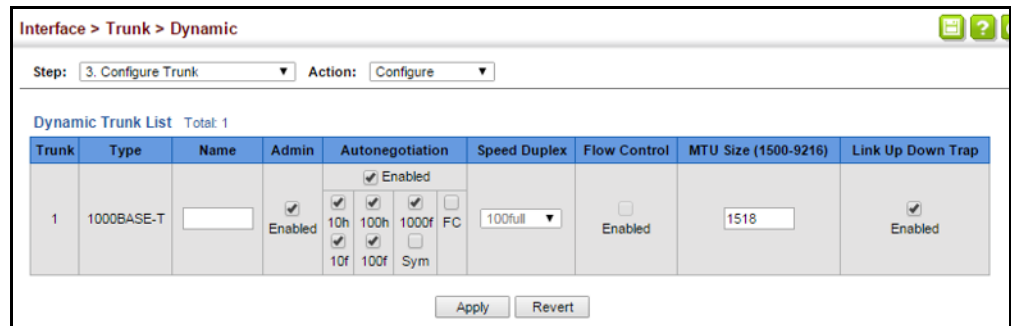 Interface > Trunk > Dynamic
?
Step: 3. Configure Trunk Action: Configure
Dynamic Trunk List Total: 1
Trunk Type Name Admin Autonegotiation Speed Duplex Flow Control MTU Size (1500-9216) Link Up Down Trap
Enabled
1 1000BASE-T Enabled 10h 100h 1000f FC 100full Enabled 1518 Enabled
10f 100f Sym
Apply Revert